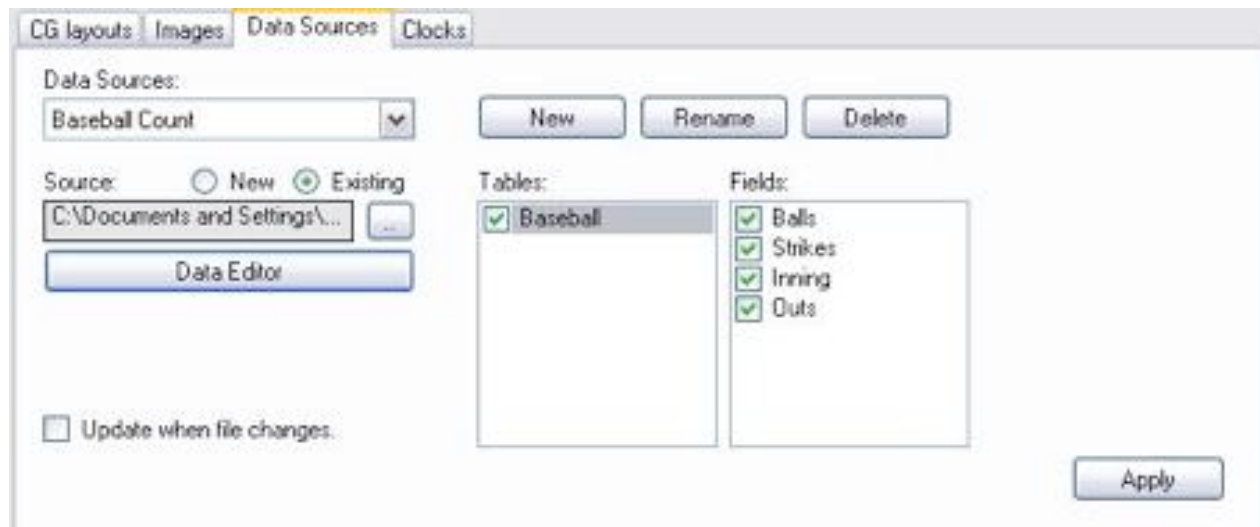 CG layouts Images Data Sources Clocks
Data Sources:
Baseball Count
New Rename Delete
Source: New Existing
C:\Documents and Settings\...
...
Data Editor
Tables:
Baseball
Fields:
Balls
Strikes
Inning
Outs
Update when file changes.
Apply